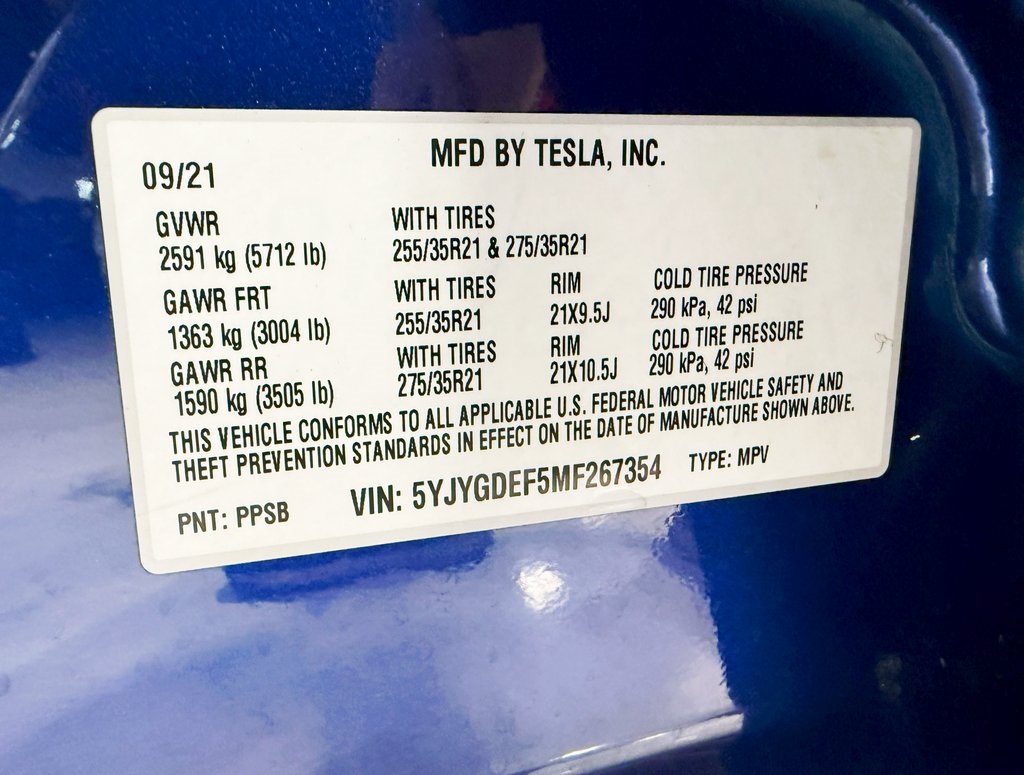 MFD BY TESLA, INC.
09/21
GVWR WITH TIRES
2591 kg (5712 lb) 255/35R21 & 275/35R21
GAWR FRT WITH TIRES RIM COLD TIRE PRESSURE
1363 kg (3004 lb) 255/35R21 21X9.5J 290 kPa, 42 psi
GAWR RR WITH TIRES RIM COLD TIRE PRESSURE
1590 kg (3505 lb) 275/35R21 21X10.5J 290 kPa, 42 psi
THIS VEHICLE CONFORMS TO ALL APPLICABLE U.S. FEDERAL MOTOR VEHICLE SAFETY AND
THEFT PREVENTION STANDARDS IN EFFECT ON THE DATE OF MANUFACTURE SHOWN ABOVE.
PNT: PPSB VIN: 5YJYGDEF5MF267354 TYPE: MPV